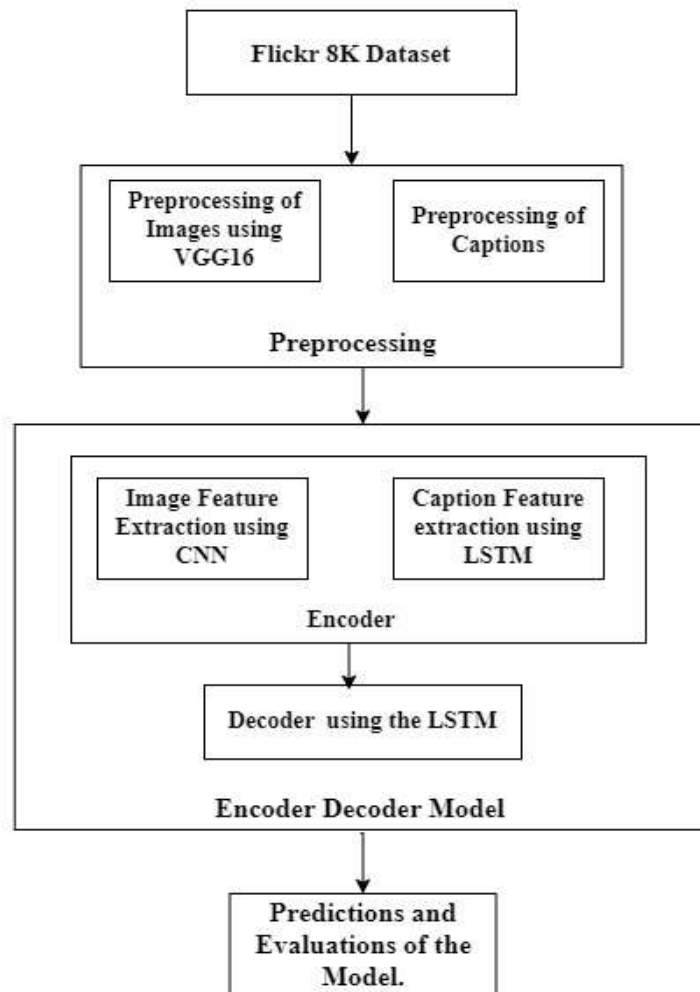 Flickr 8K Dataset
Preprocessing of
Images using
VGG16
Preprocessing of
Captions
Preprocessing
Image Feature
Extraction using
CNN
Caption Feature
extraction using
LSTM
Encoder
Decoder using the LSTM
Encoder Decoder Model
Predictions and
Evaluations of the
Model.